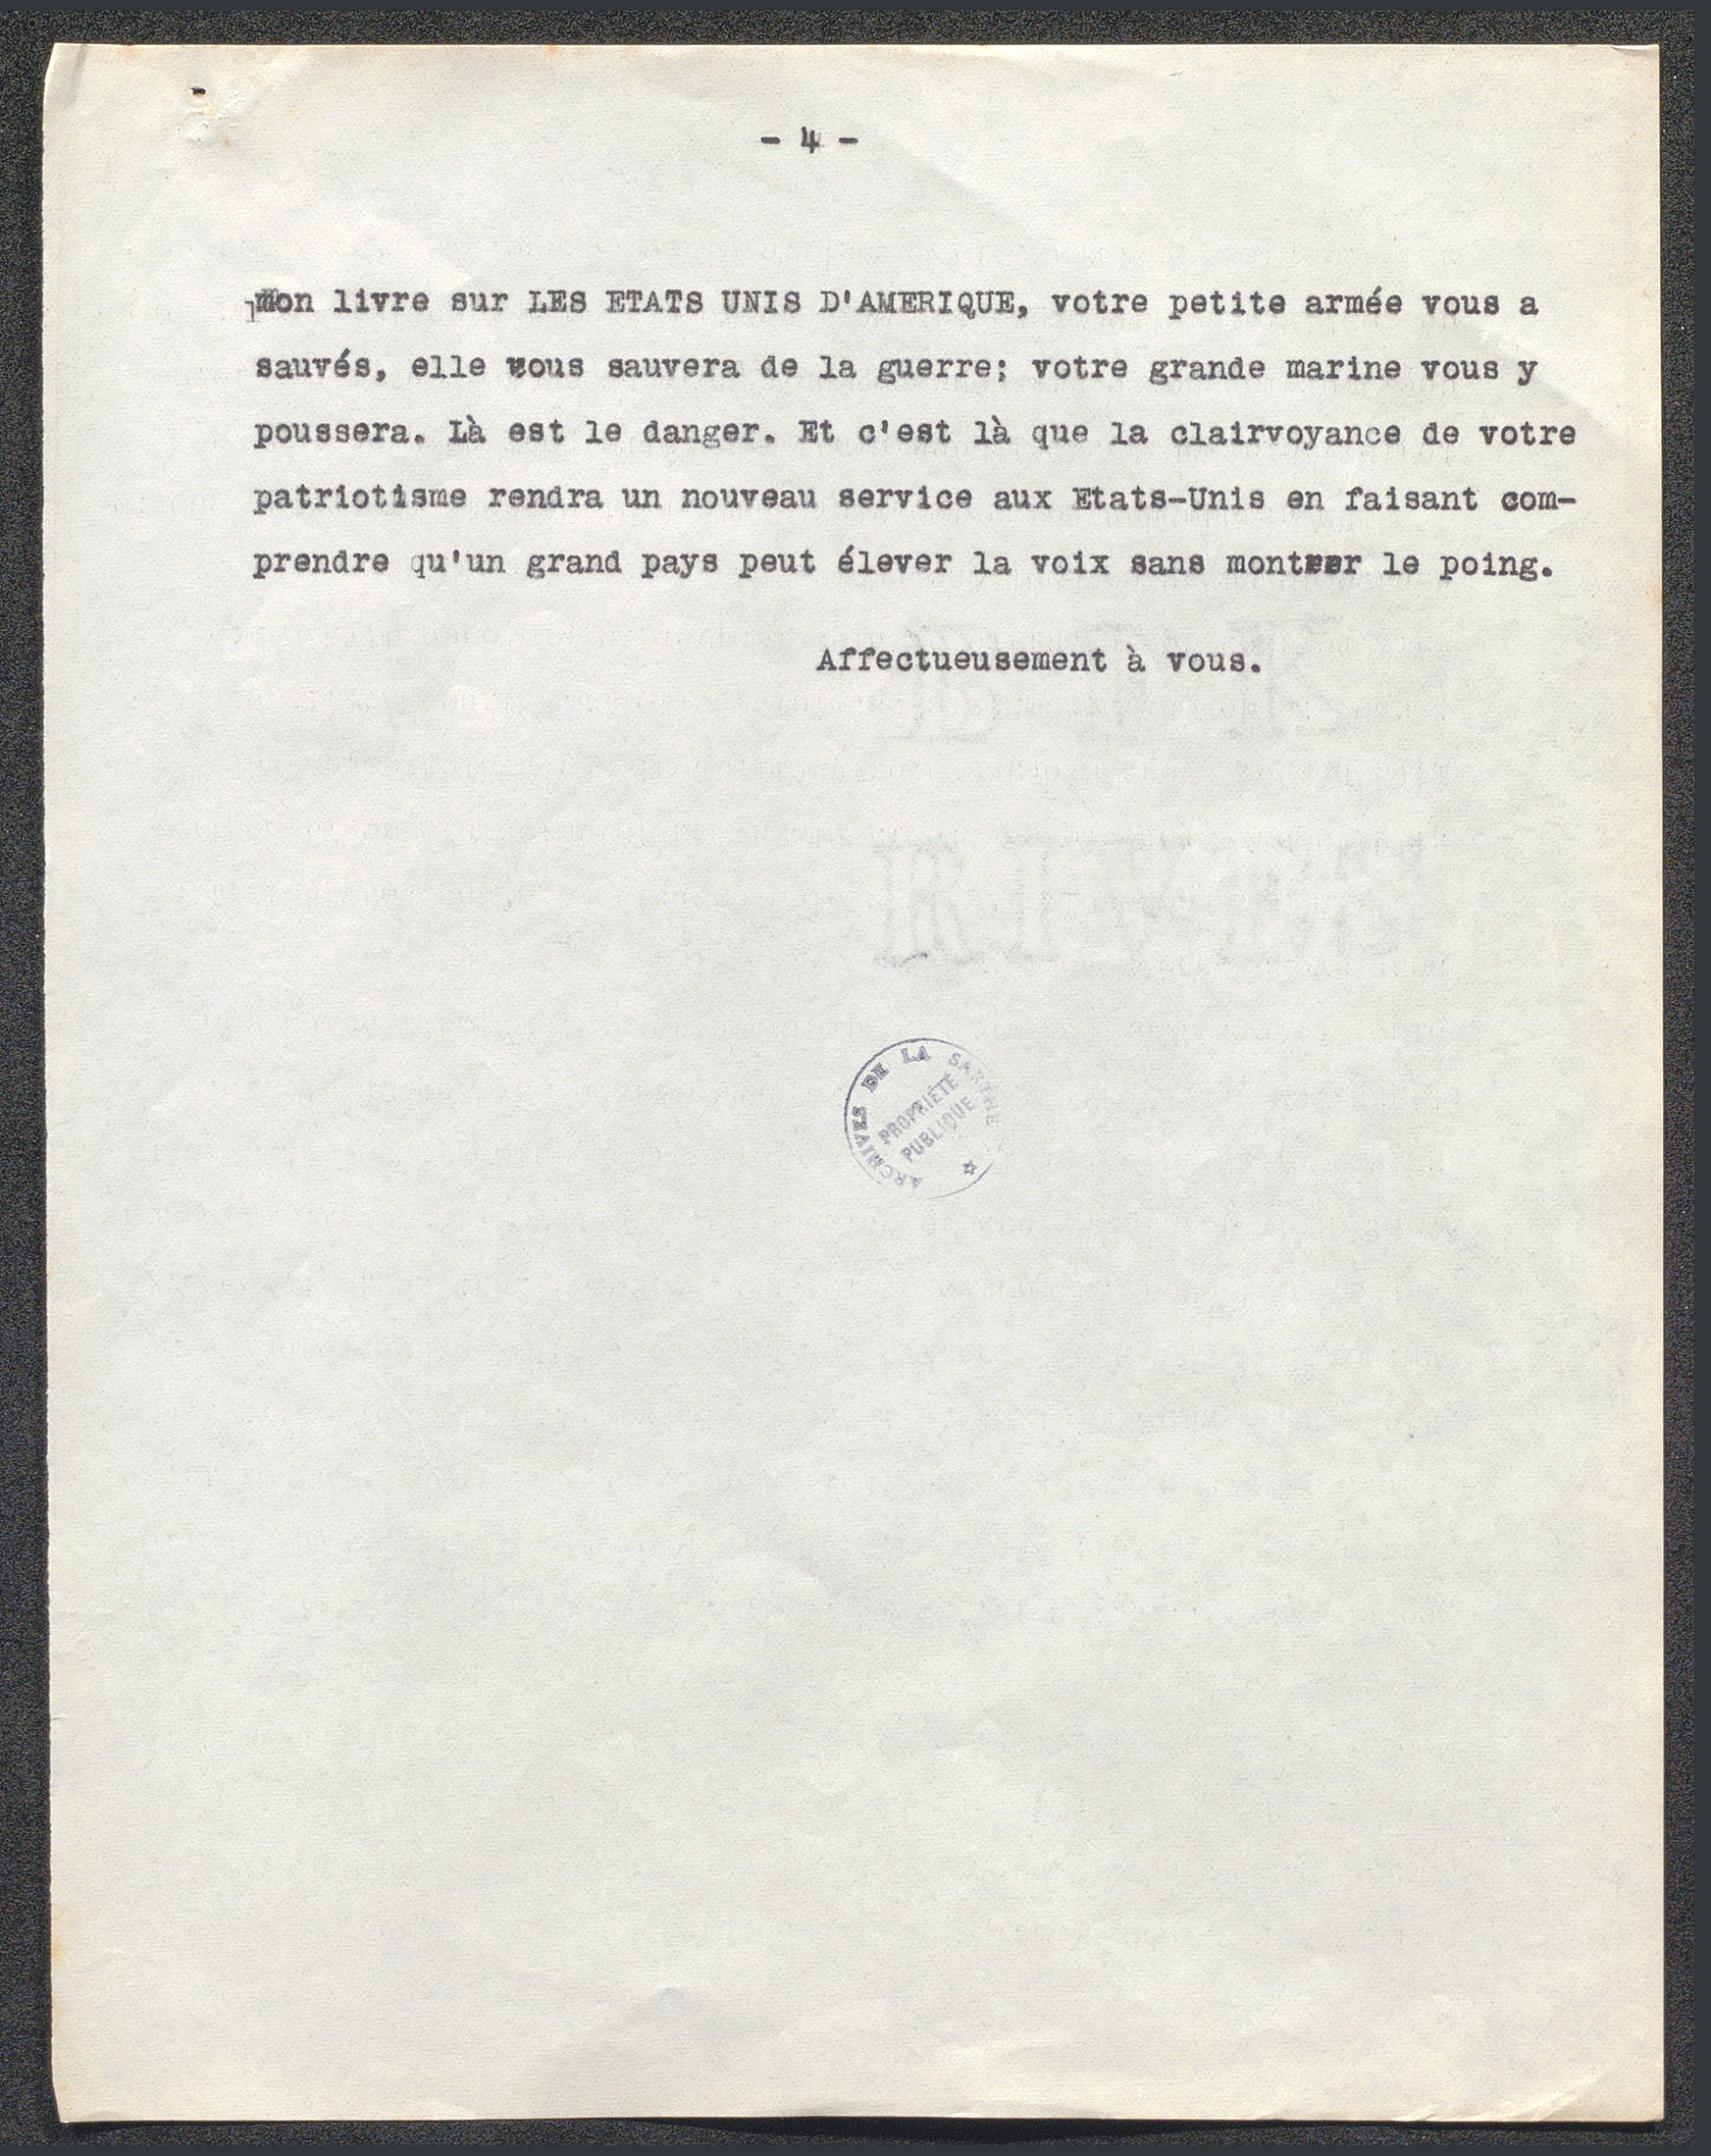 - 4 -
mon livre sur LES ETATS UNIS D'AMERIQUE, votre petite armée vous a
sauvés, elle vous sauvera de la guerre; votre grande marine vous y
poussera. Là est le danger. Et c'est là que la clairvoyance de votre
patriotisme rendra un nouveau service aux Etats-Unis en faisant com-
prendre qu'un grand pays peut élever la voix sans montrer le poing.
Affectueusement à vous.
ARCHIVES DE LA SARTHE
PROPRIÉTÉ
PUBLIQUE